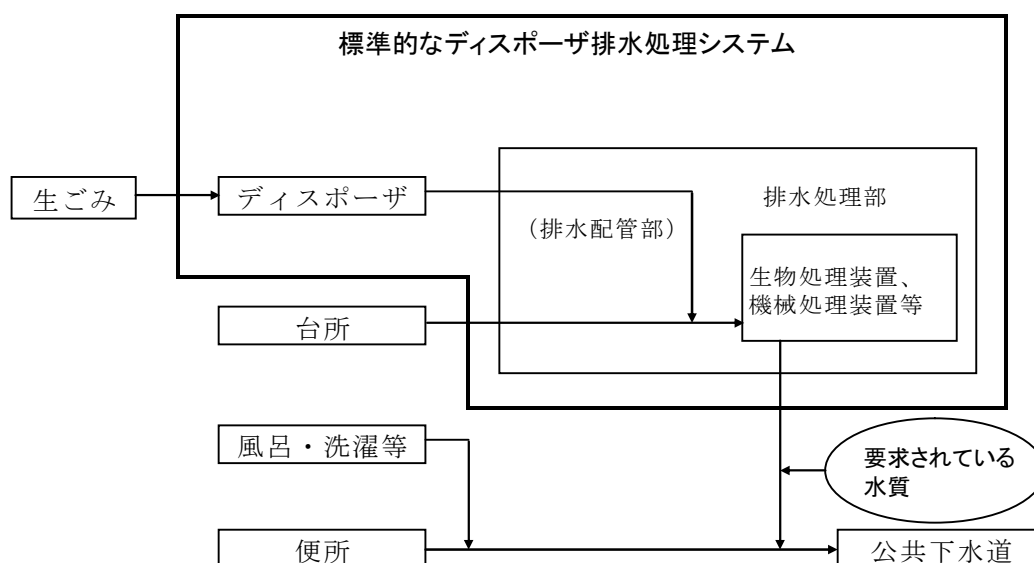 標準的なディスポーザ排水処理システム
生ごみ
ディスポーザ
排水処理部
（排水配管部）
生物処理装置、
機械処理装置等
台所
風呂・洗濯等
要求されている
水質
便所
公共下水道